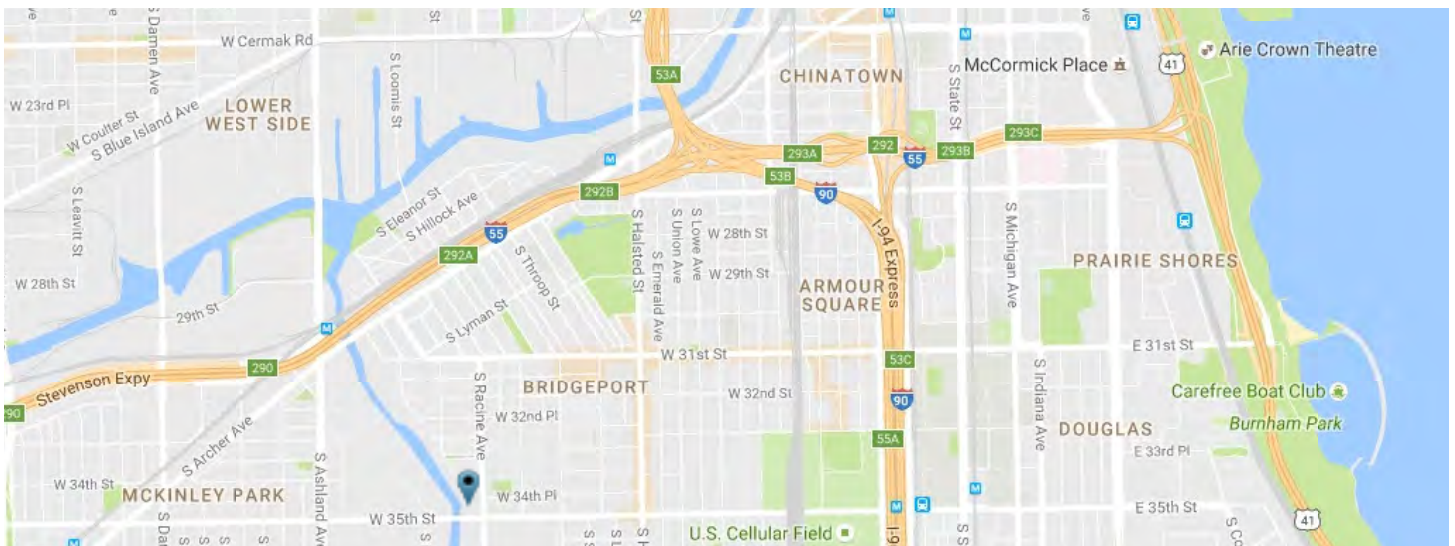 W Cermak Rd
S Damen Ave
St
St
53A
CHINATOWN
M
M
S State St
Ave
McCormick Place
41
Arie Crown Theatre
W 23rd Pl
LOWER
WEST SIDE
S Loomis St
W Coulter St
S Blue Island Ave
293A
292
55
293B
293C
M
53B
292B
90
S Leavitt St
S Eleanor St
S Hillock Ave
55
292A
S Throop St
S Halsted St
S Union Ave
S Lowe Ave
S Emerald Ave
W 28th St
W 29th St
I-94 Express
ARMOUR
SQUARE
S Michigan Ave
PRAIRIE SHORES
W 28th St
29th St
M
S Lyman St
W 31st St
53C
E 31st St
290
Stevenson Expy
290
BRIDGEPORT
W 32nd St
90
S Indiana Ave
Carefree Boat Club
Burnham Park
S Racine Ave
W 32nd Pl
55A
DOUGLAS
S Archer Ave
E 33rd Pl
W 34th St
MCKINLEY PARK
S Ashland Ave
W 34th Pl
M
M
W 35th St
E 35th St
U.S. Cellular Field
41
M